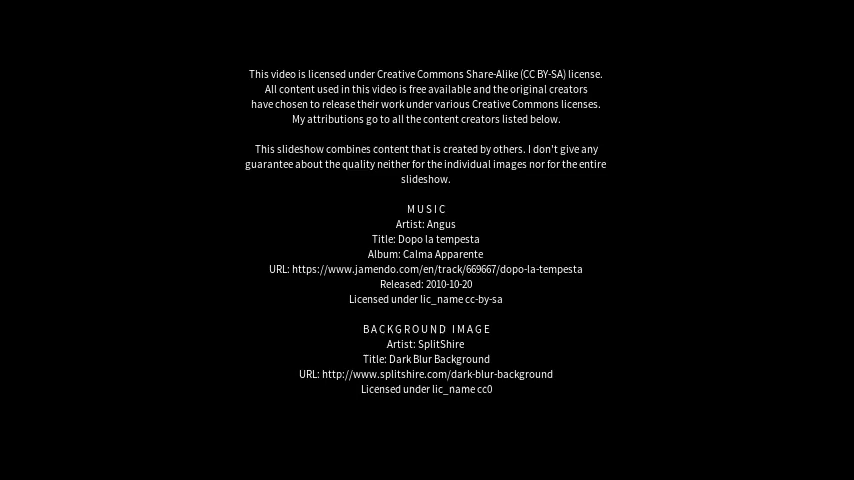 This video is licensed under Creative Commons Share-Alike (CC BY-SA) license.
All content used in this video is free available and the original creators
have chosen to release their work under various Creative Commons licenses.
My attributions go to all the content creators listed below.
This slideshow combines content that is created by others. I don't give any
guarantee about the quality neither for the individual images nor for the entire
slideshow.
MUSIC
Artist: Angus
Title: Dopo la tempesta
Album: Calma Apparente
URL: https://www.jamendo.com/en/track/669667/dopo-la-tempesta
Released: 2010-10-20
Licensed under lic_name cc-by-sa
BACKGROUND IMAGE
Artist: SplitShire
Title: Dark Blur Background
URL: http://www.splitshire.com/dark-blur-background
Licensed under lic_name cc0